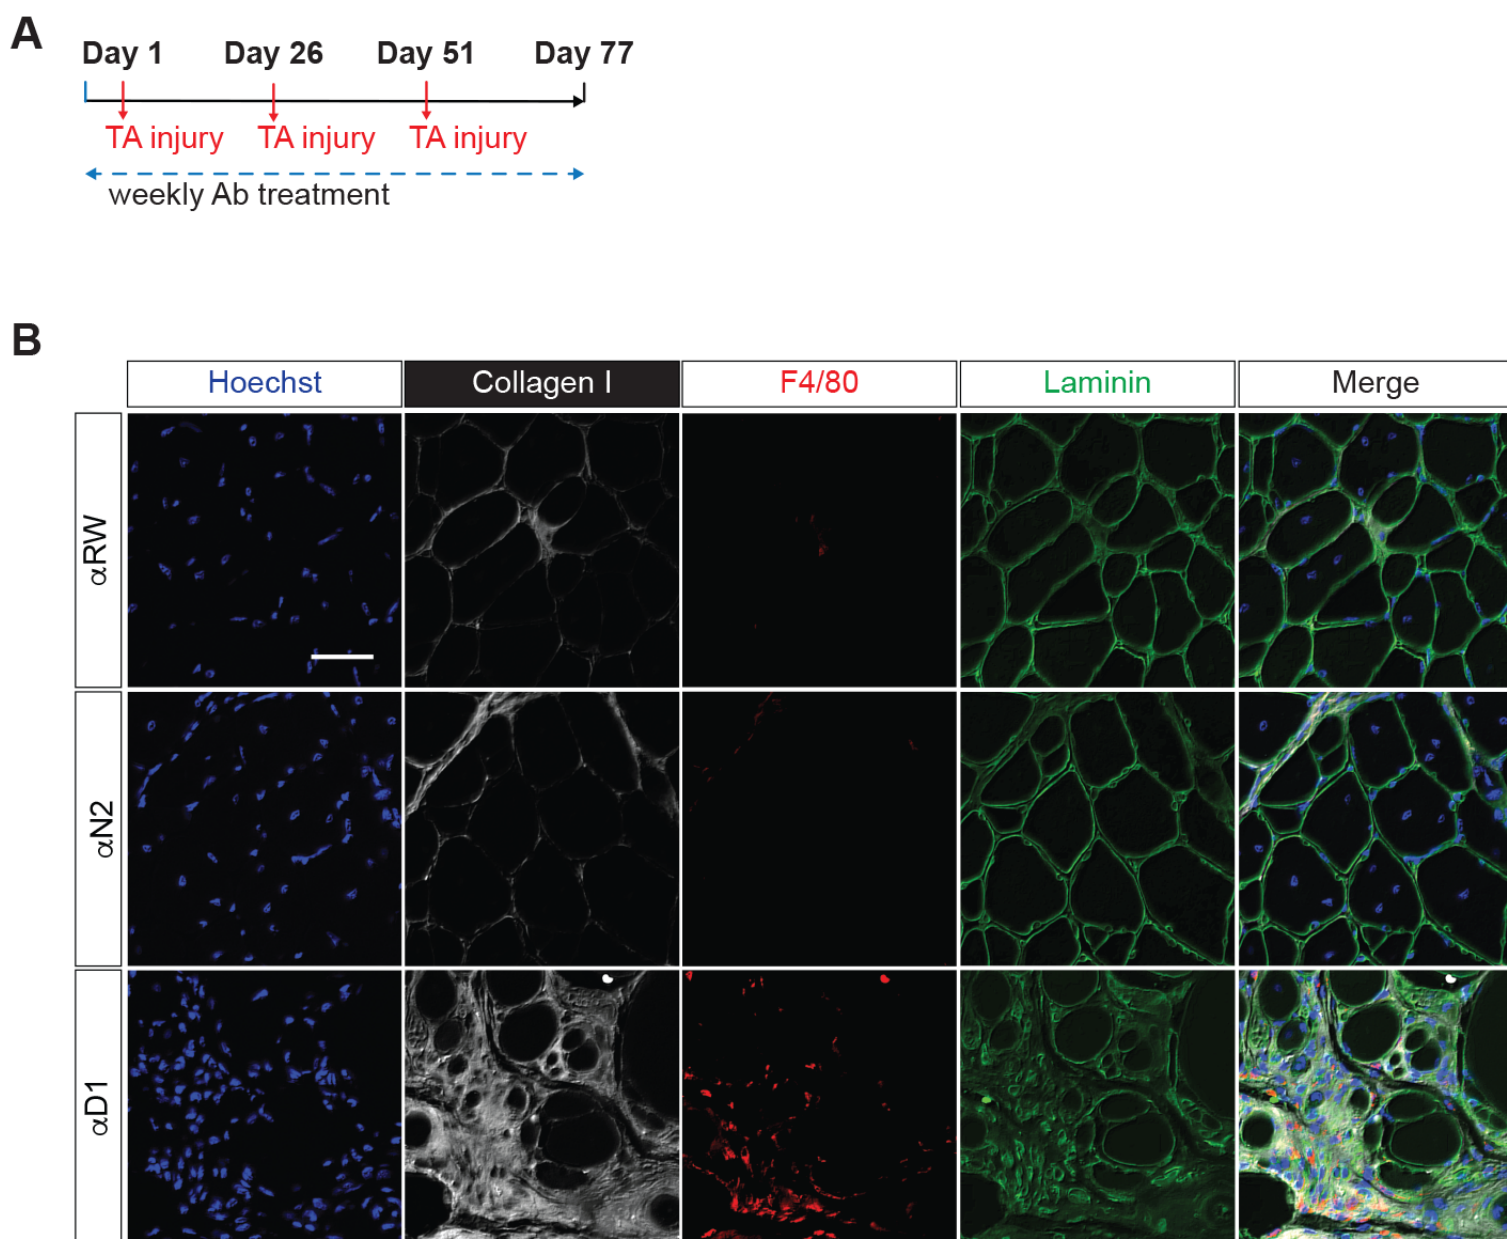 A
Day 1 Day 26 Day 51 Day 77
TA injury TA injury TA injury
weekly Ab treatment
B
Hoechst Collagen I F4/80 Laminin Merge
αRW
αN2
αD1